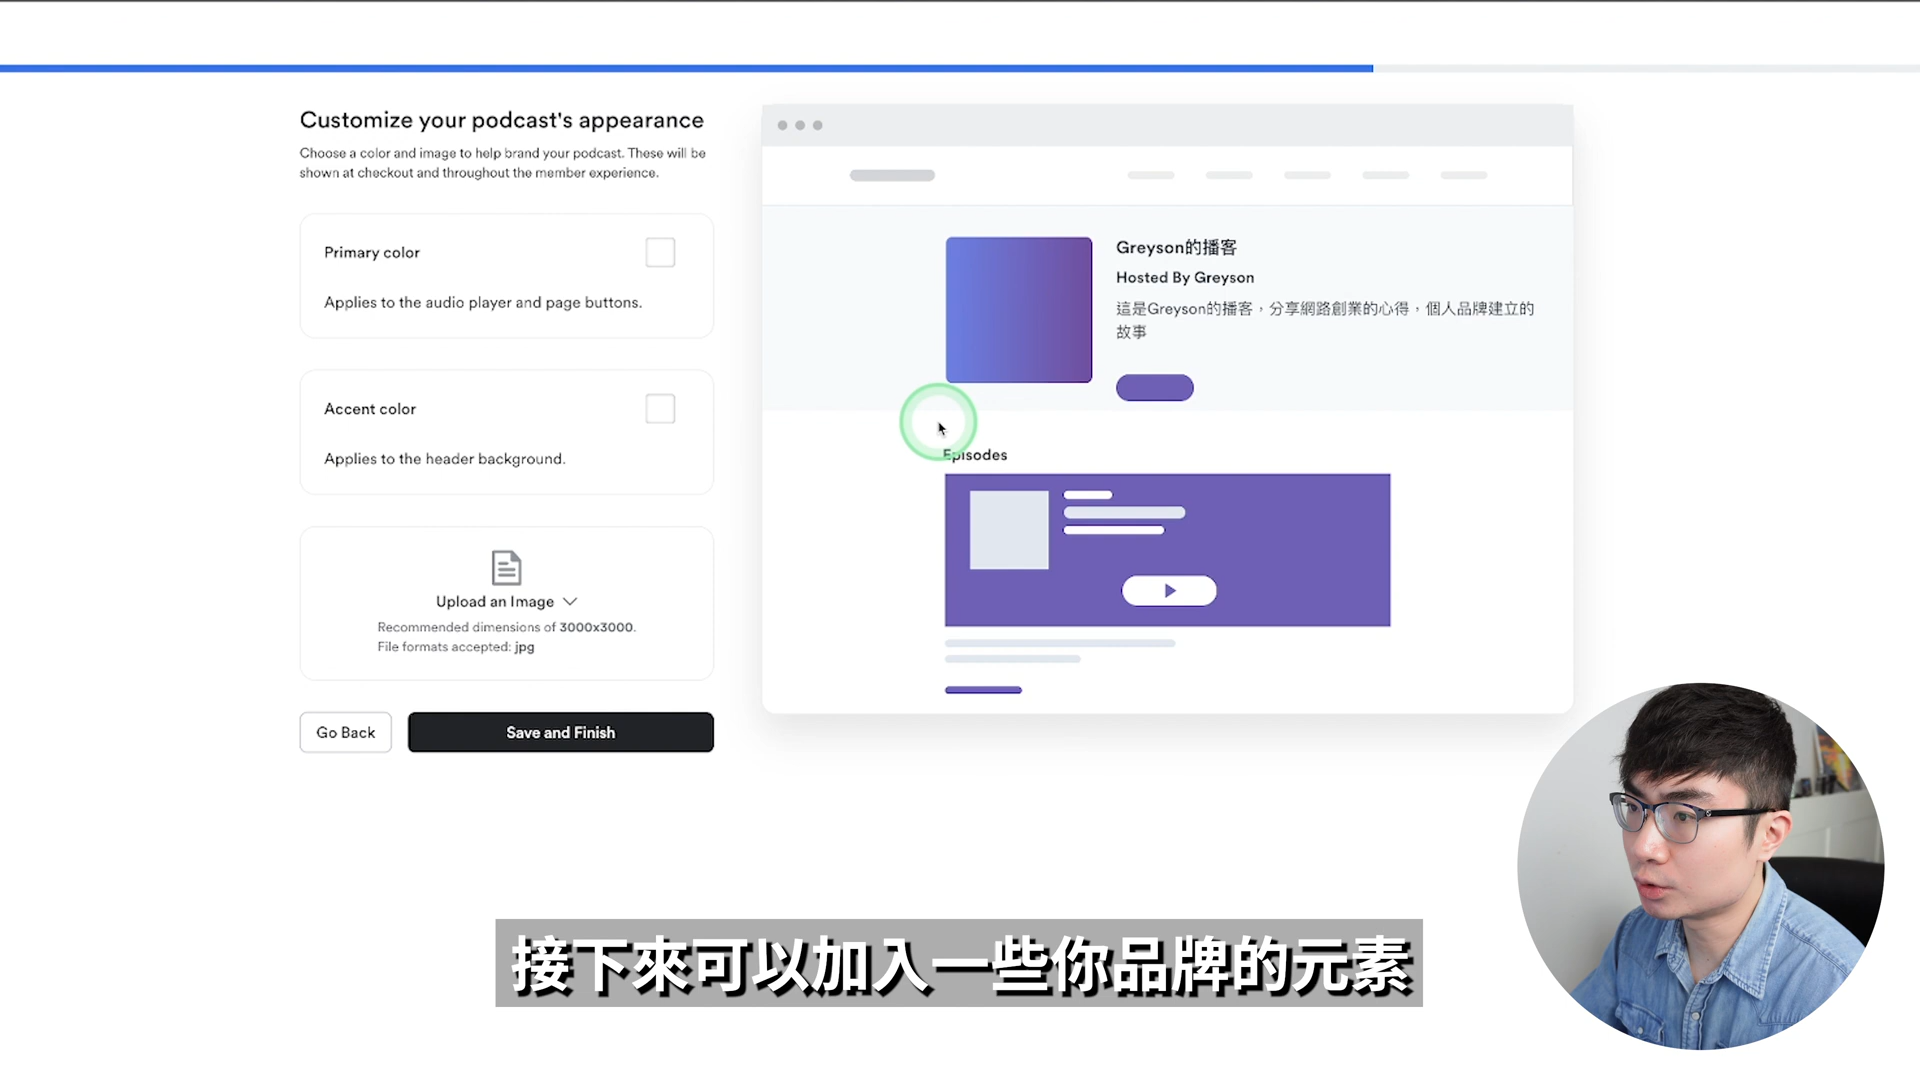 Customize your podcast's appearance
Choose a color and image to help brand your podcast. These will be
shown at checkout and throughout the member experience.
Primary color
Applies to the audio player and page buttons.
Accent color
Applies to the header background.
Upload an Image
Recommended dimensions of 3000x3000.
File formats accepted: jpg
Go Back
Save and Finish
Greyson的播客
Hosted By Greyson
這是Greyson的播客，分享網路創業的心得，個人品牌建立的
故事
Episodes
接下來可以加入一些你品牌的元素